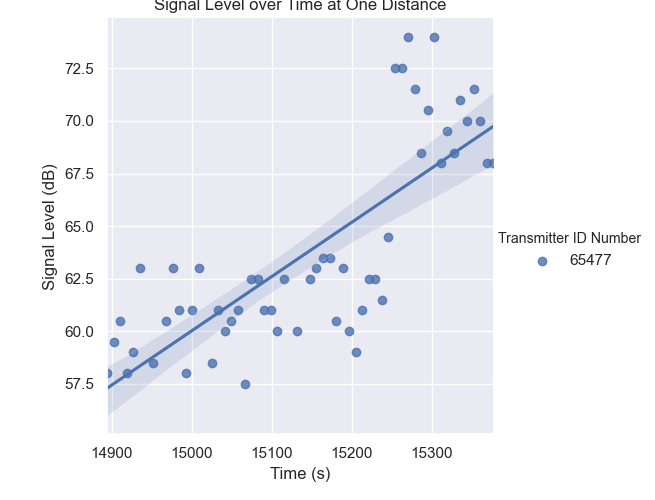 Signal Level over Time at One Distance
Signal Level (dB)
72.5
70.0
67.5
65.0
62.5
60.0
57.5
14900 15000 15100 15200 15300
Time (s)
Transmitter ID Number
65477